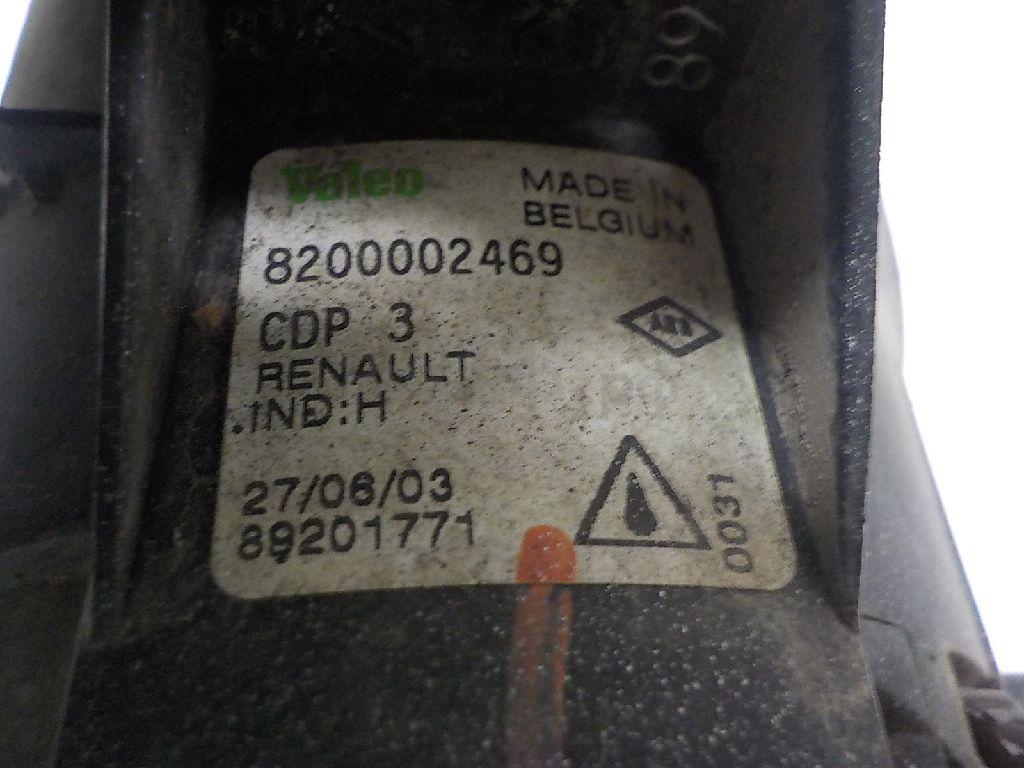 89
Valeo
MADE IN
BELGIUM
8200002469
CDP 3
RENAULT
.IND:H
27/06/03
89201771
0031